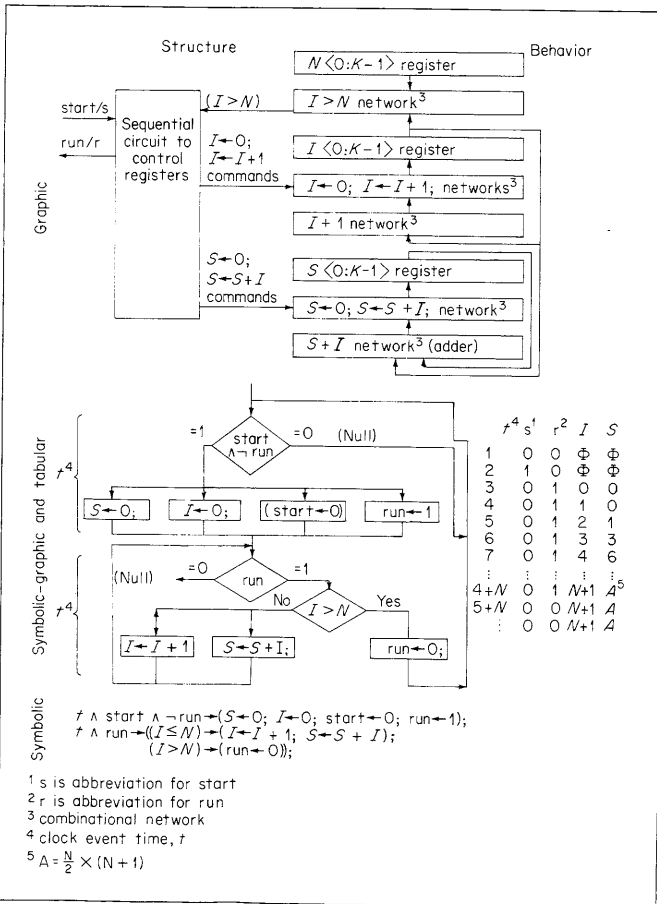 Structure
Behavior
N⟨0:K-1⟩ register
(I>N)
I>N network³
start/s
run/r
Sequential
circuit to
control
registers
I←0;
I←I+1
commands
I⟨0:K-1⟩ register
I←0; I←I+1; networks³
I+1 network³
S←0;
S←S+I
commands
S⟨0:K-1⟩ register
S←0; S←S+I; network³
S+I network³ (adder)
Graphic
Symbolic-graphic and tabular
t⁴
=1
start
∧¬run
=0
(Null)
S←0;
I←0;
(start←0)
run←1
t⁴
(Null)
=0
run
=1
No
I>N
Yes
I←I+1
S←S+I;
run←0;
t⁴ s¹ r² I S
1 0 0 Φ Φ
2 1 0 Φ Φ
3 0 1 0 0
4 0 1 1 0
5 0 1 2 1
6 0 1 3 3
7 0 1 4 6
⋮ ⋮ ⋮ ⋮ ⋮
4+N 0 1 N+1 A⁵
5+N 0 0 N+1 A
⋮ 0 0 N+1 A
Symbolic
t ∧ start ∧ ¬run→(S←0; I←0; start←0; run←1);
t ∧ run→((I≤N)→(I←I+1; S←S+I);
(I>N)→(run←0));
¹ s is abbreviation for start
² r is abbreviation for run
³ combinational network
⁴ clock event time, t
⁵ A=N/2×(N+1)